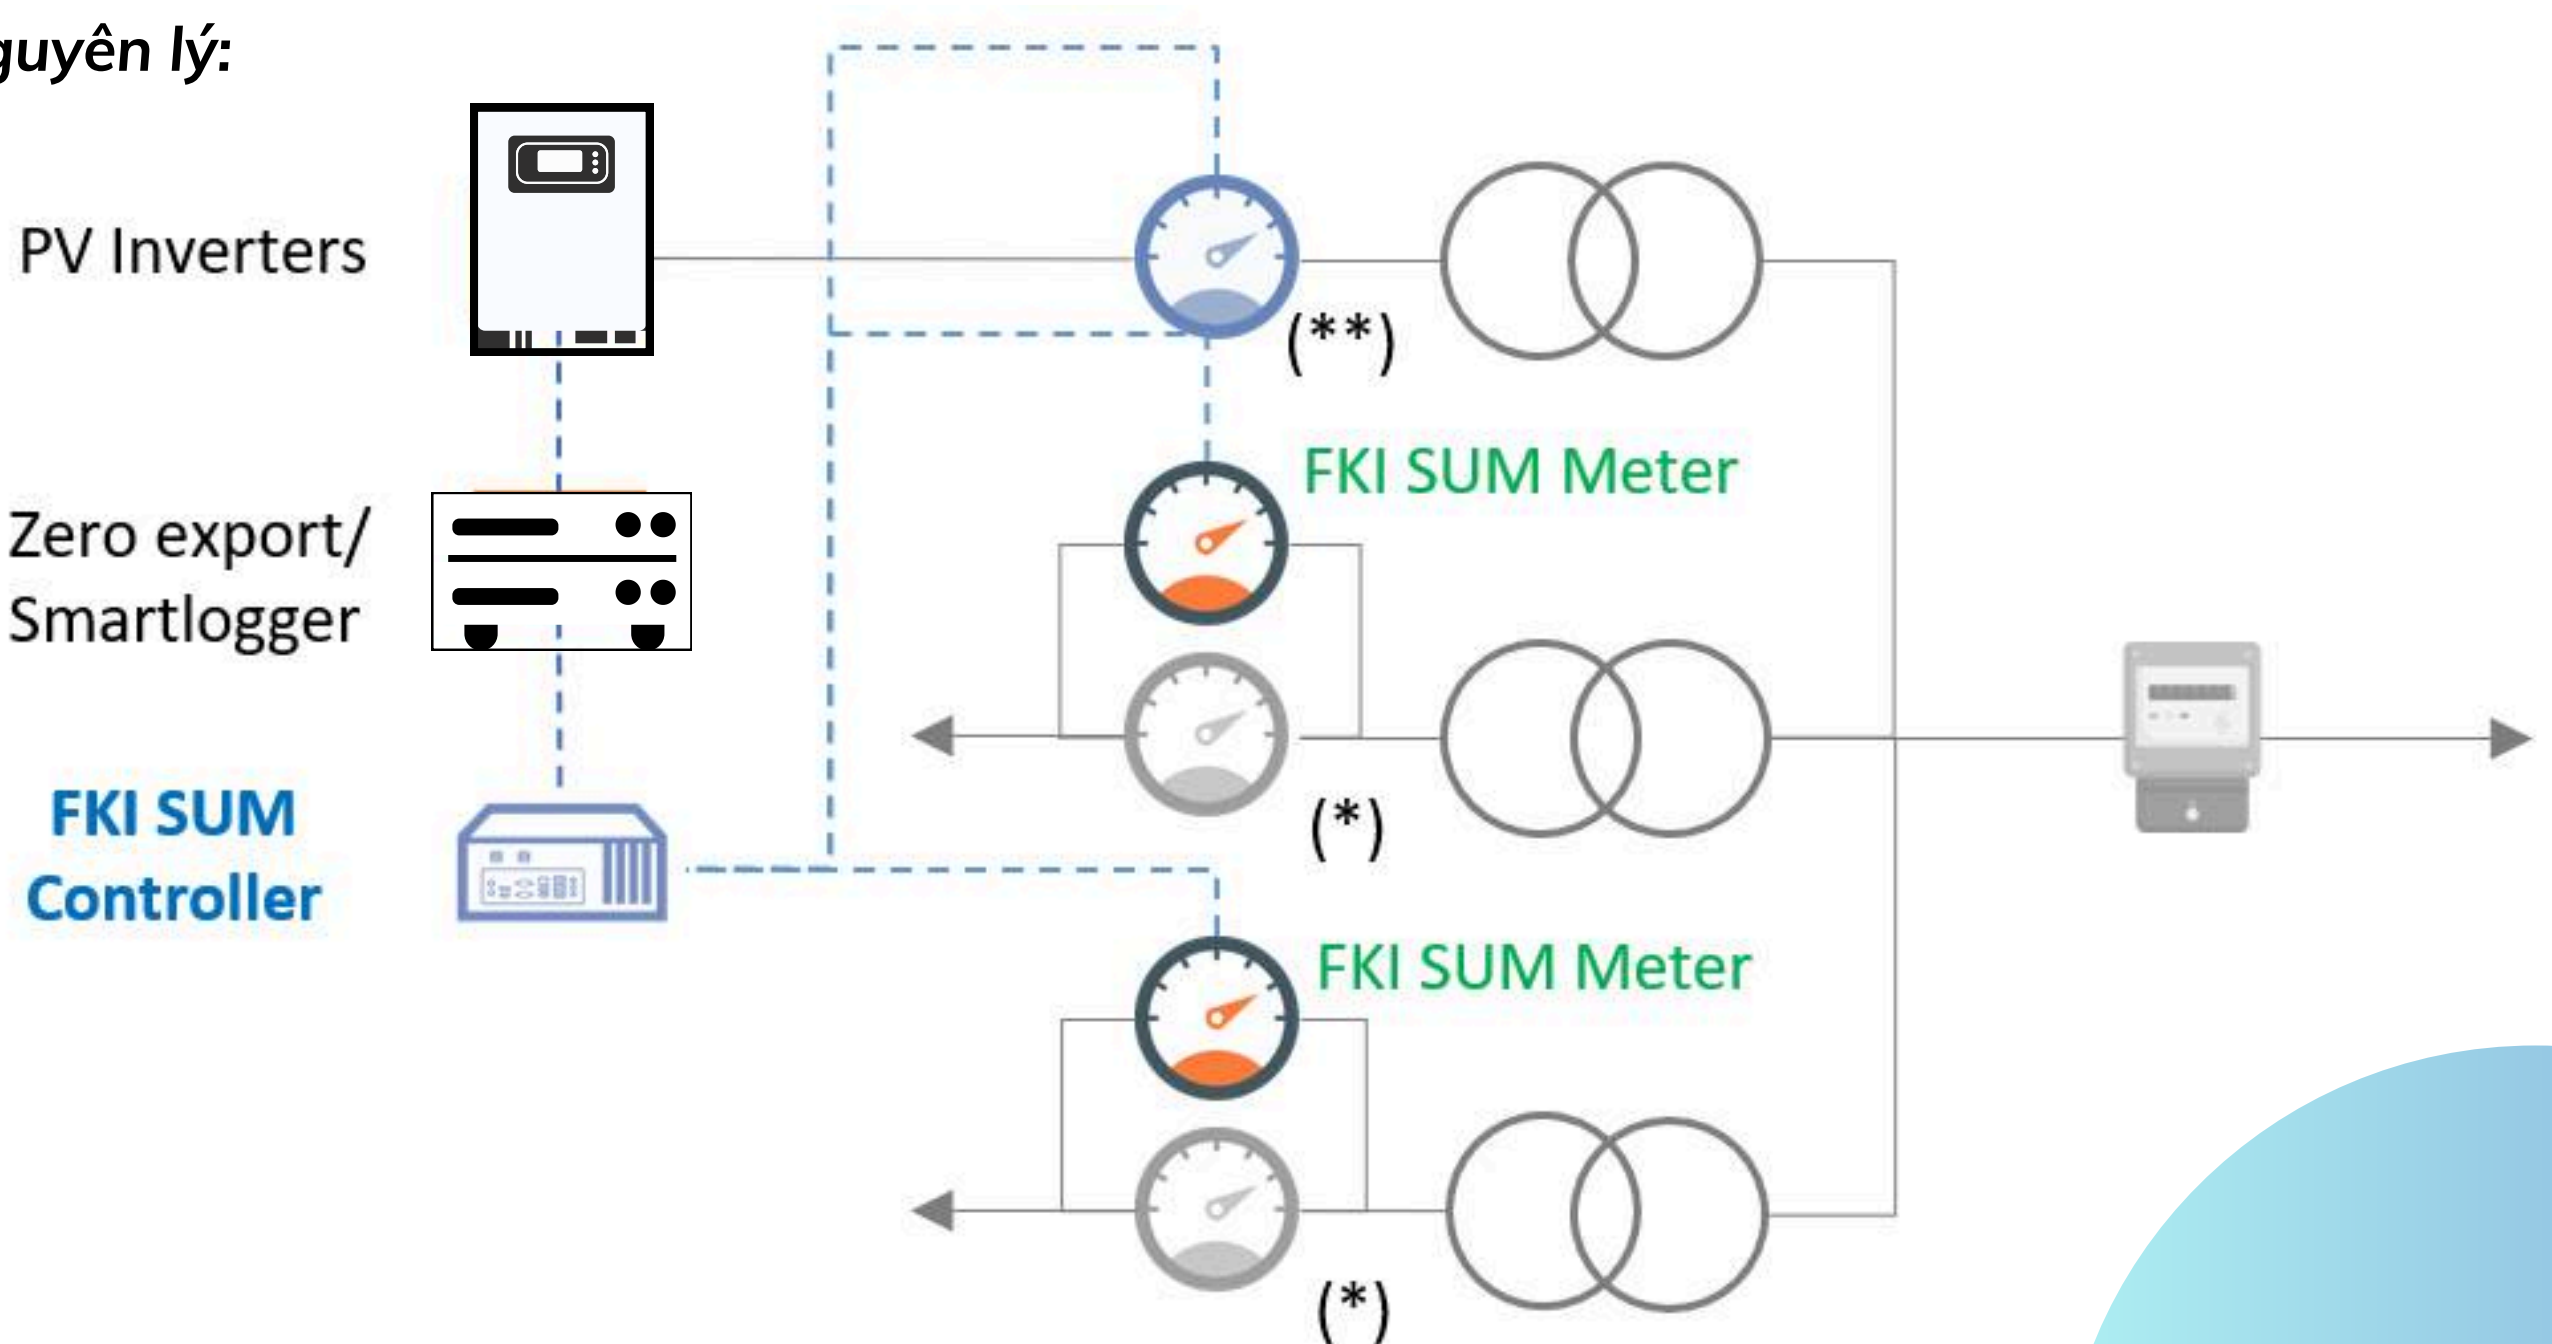 guyên lý:
PV Inverters
(**)
FKI SUM Meter
Zero export/
Smartlogger
(*)
FKI SUM
Controller
FKI SUM Meter
(*)